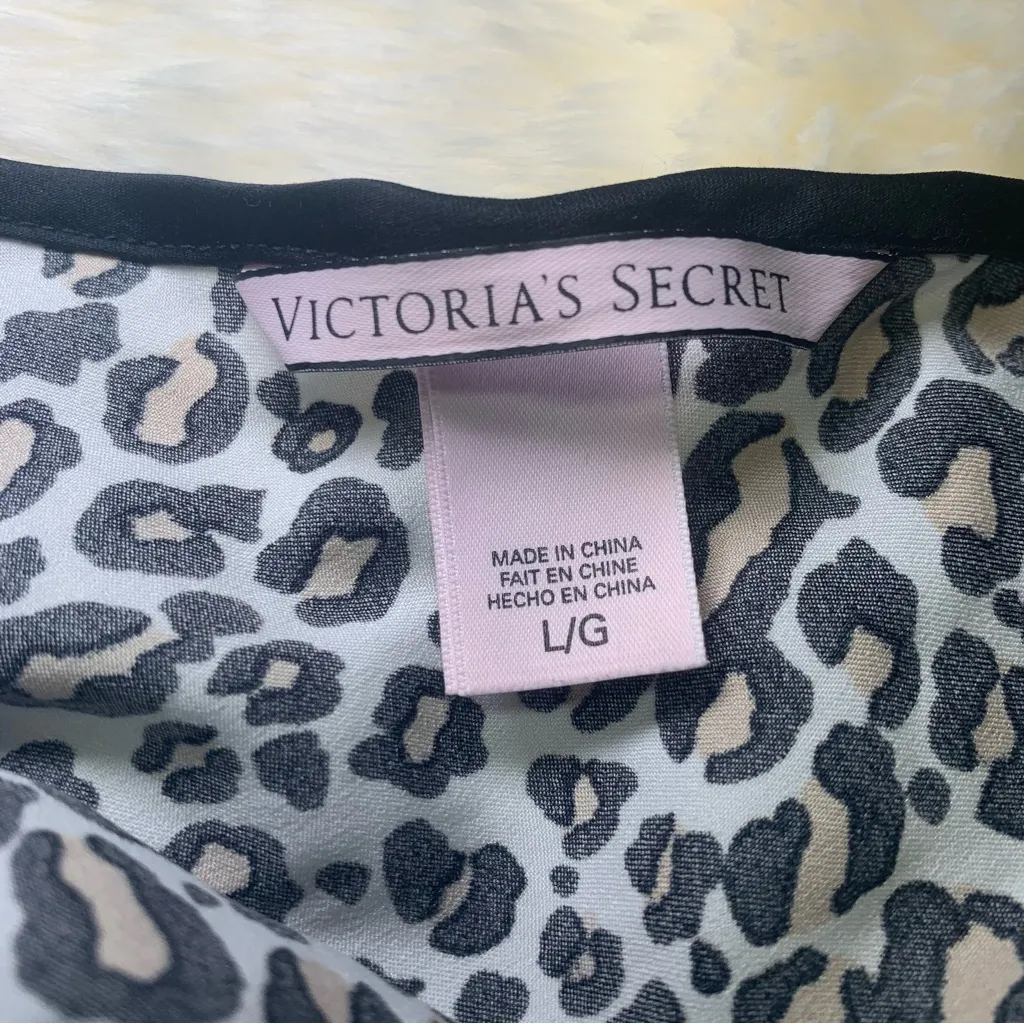 VICTORIA'S SECRET
MADE IN CHINA
FAIT EN CHINE
HECHO EN CHINA
L/G